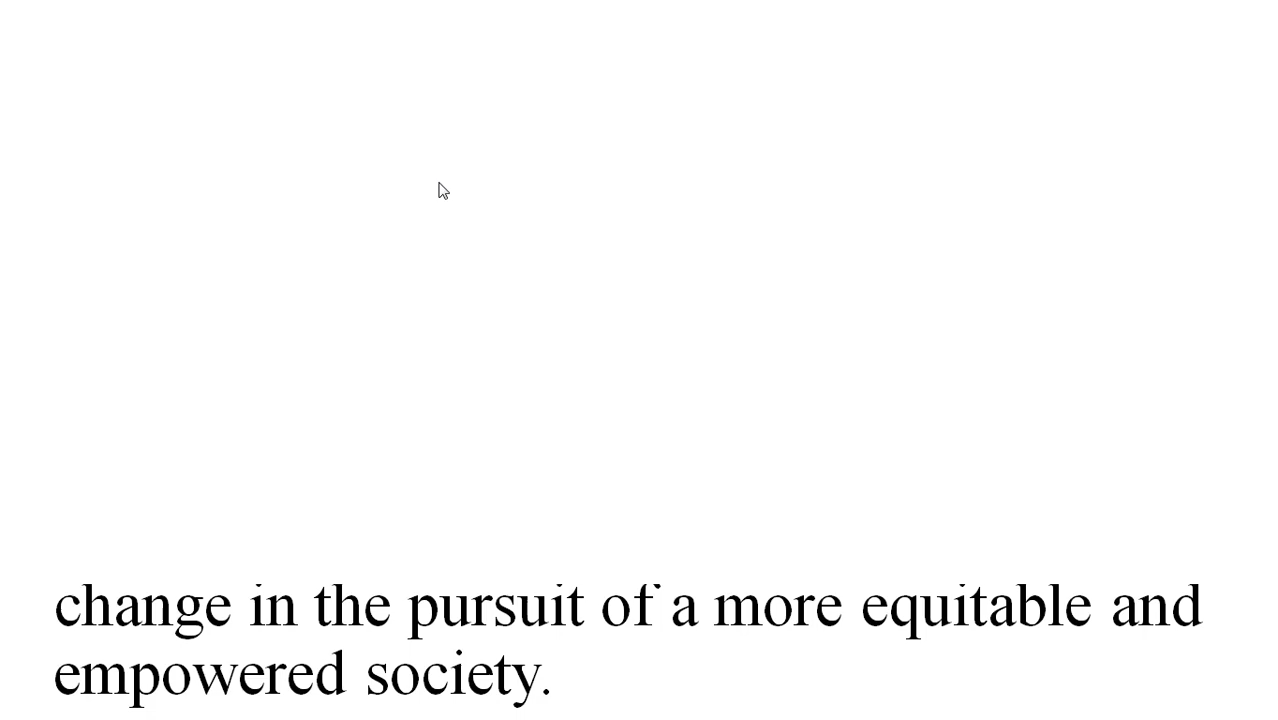 change in the pursuit of a more equitable and
empowered society.